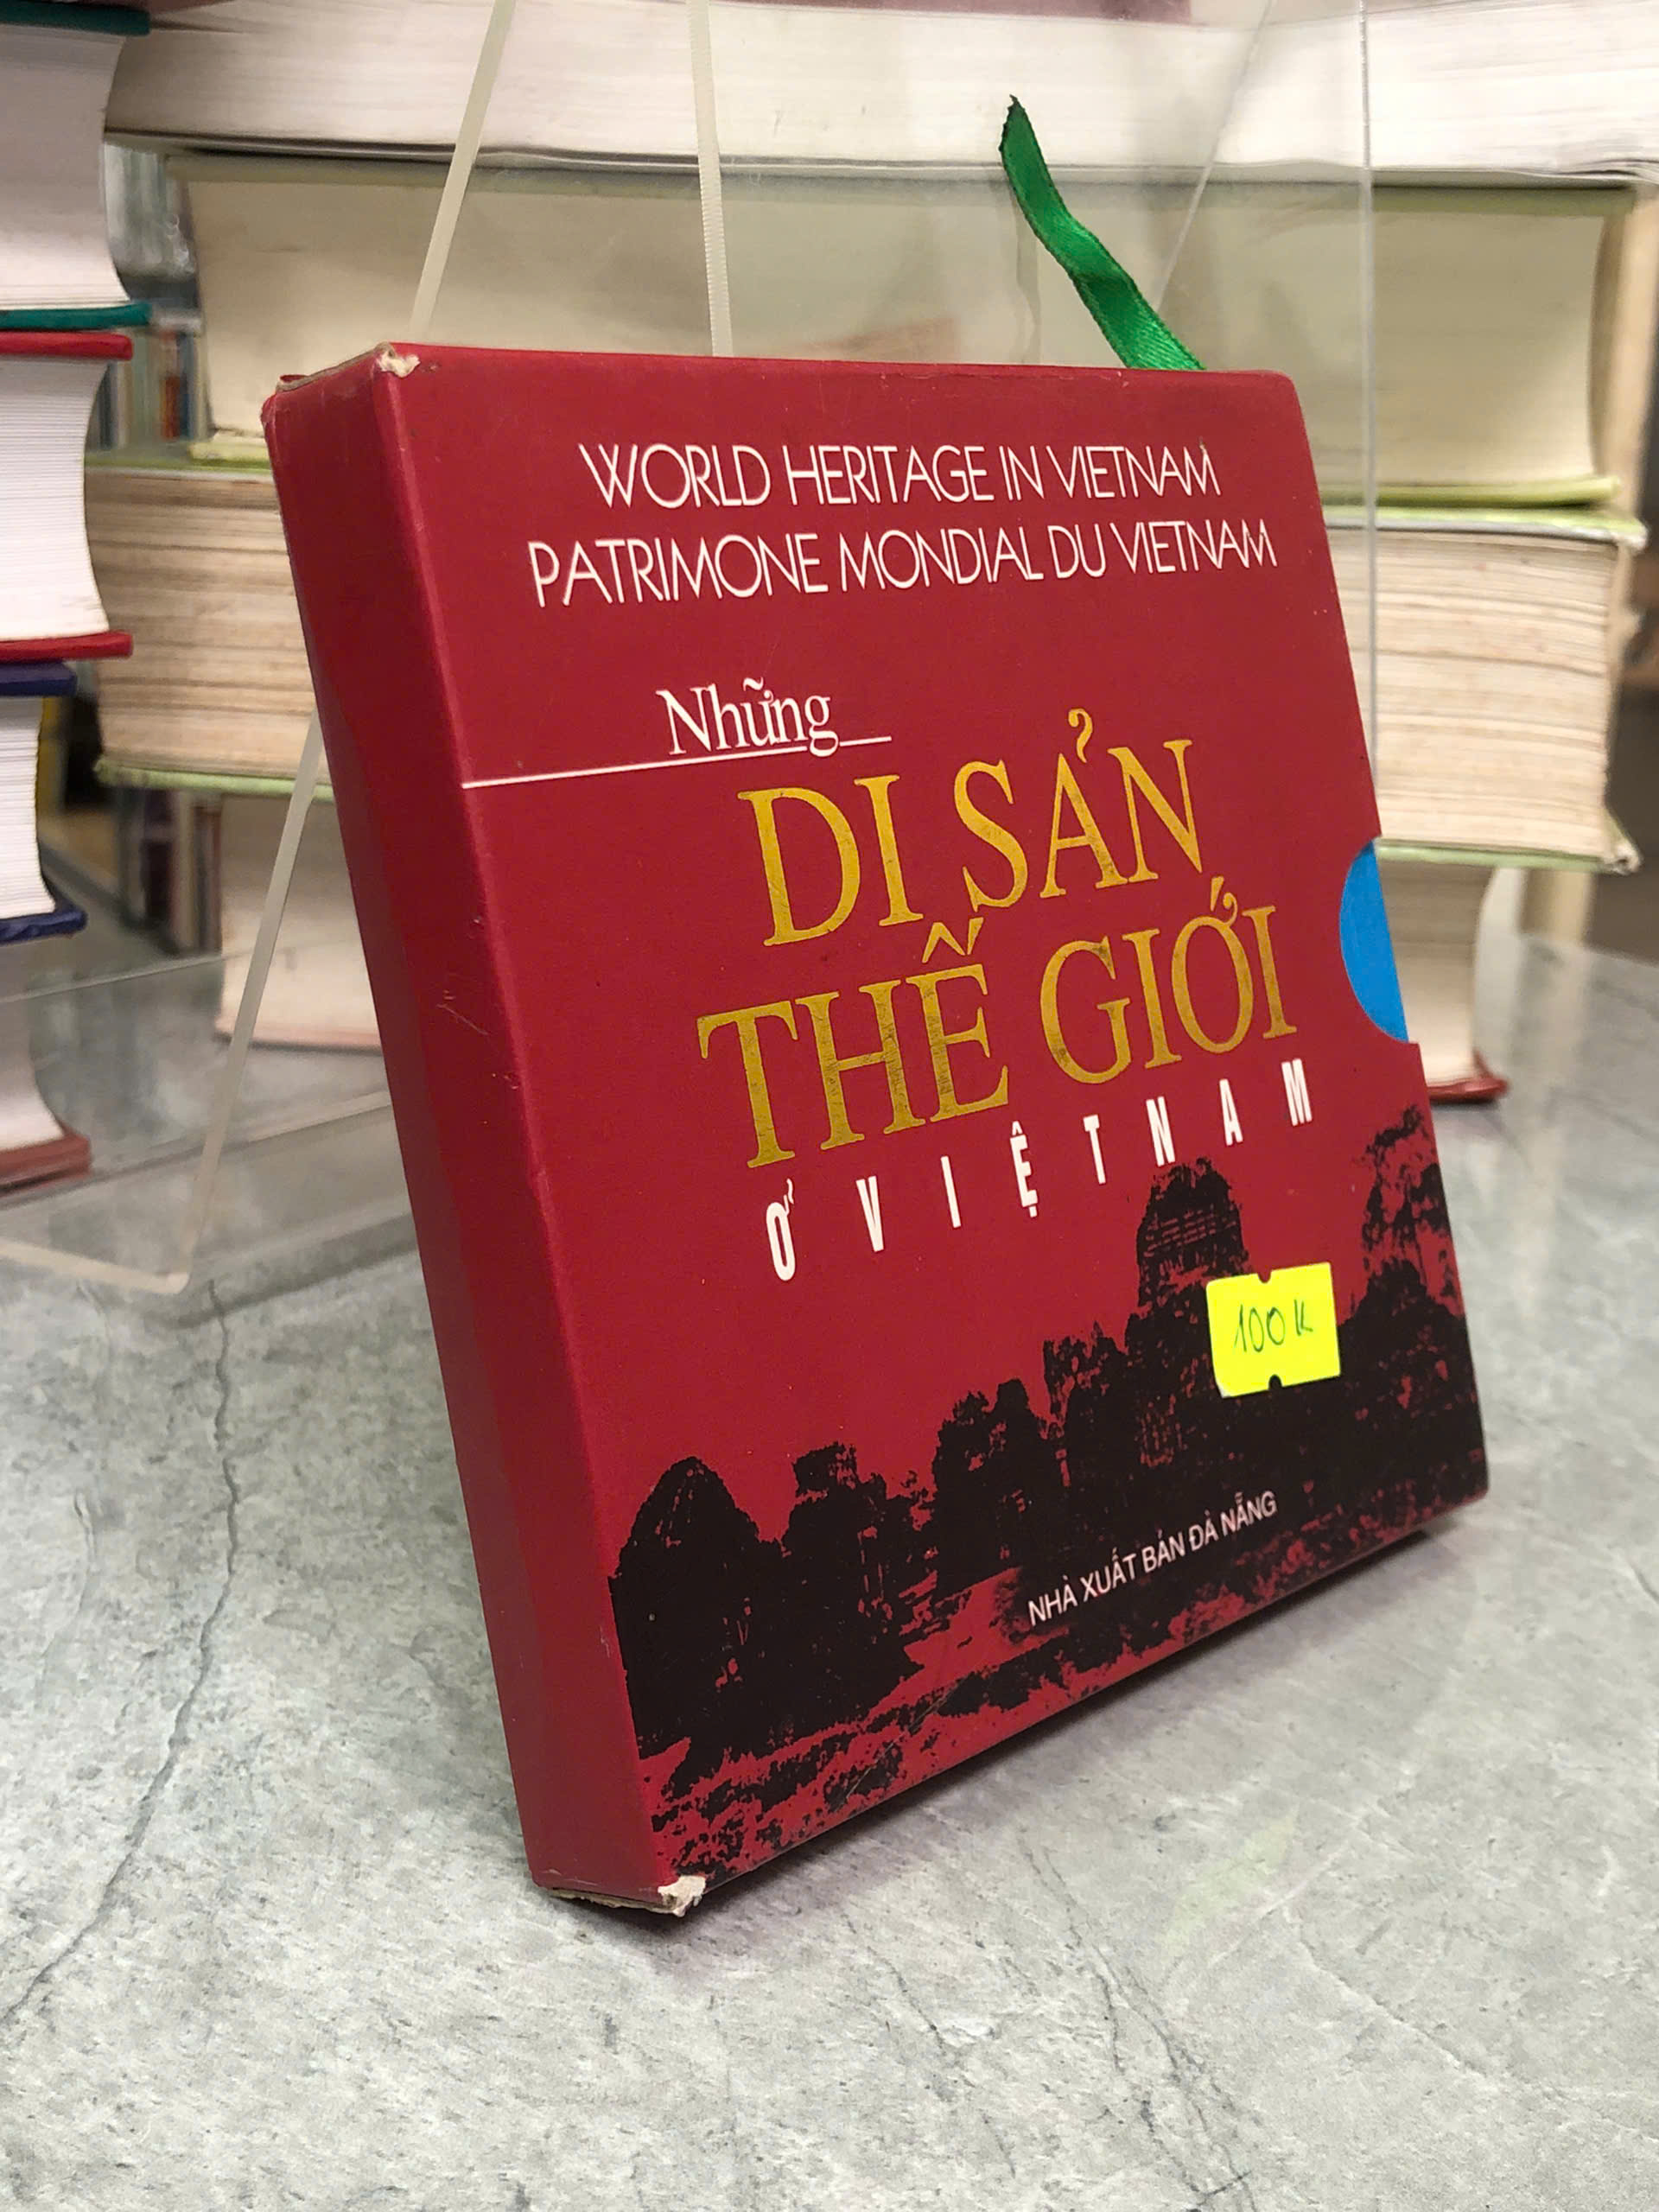 WORLD HERITAGE IN VIETNAM
PATRIMONE MONDIAL DU VIETNAM
Những
DI SẢN
THẾ GIỚI
Ở VIỆT NAM
100K
NHÀ XUẤT BẢN ĐÀ NẴNG